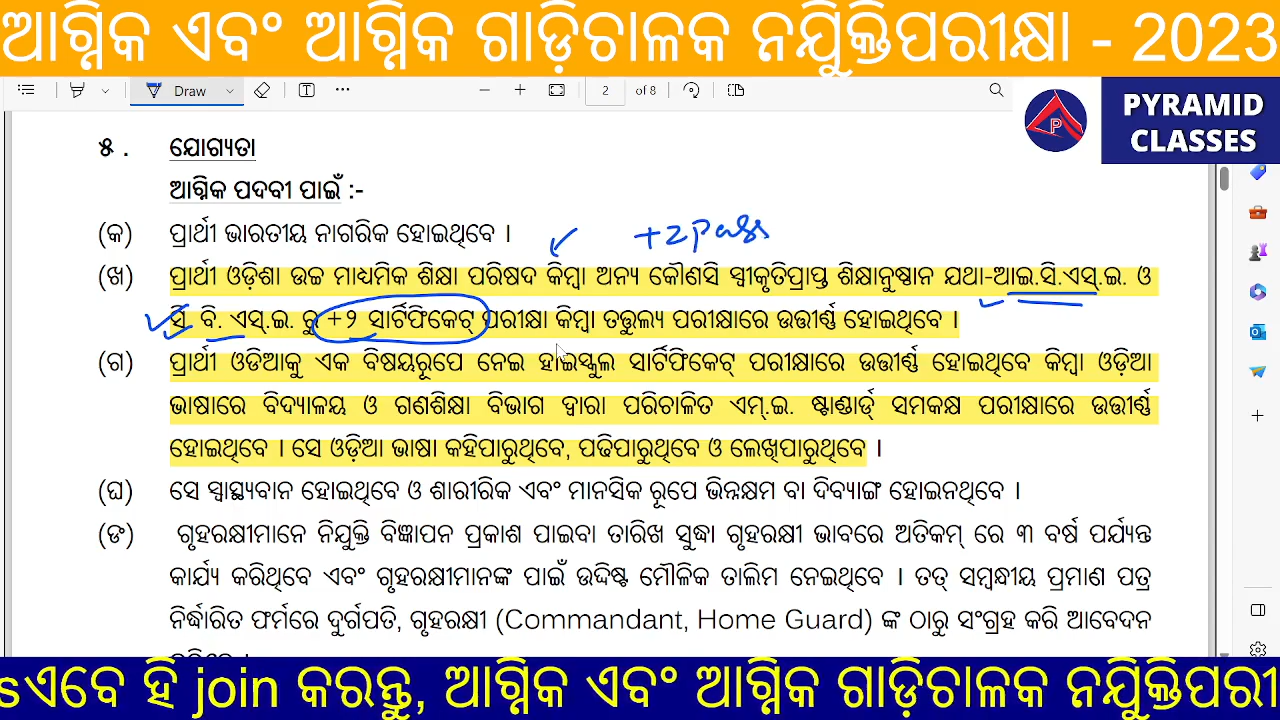 ଆଗ୍ନିକ ଏବଂ ଆଗ୍ନିକ ଗାଡ଼ିଚାଳକ ନଯୁିକ୍ତିପରୀକ୍ଷା - 2023
Draw
2 of 8
PYRAMID
CLASSES
P
୫ . ଯୋଗ୍ୟତା
ଆଗ୍ନିକ ପଦବୀ ପାଇଁ :-
(କ) ପ୍ରାର୍ଥୀ ଭାରତୀୟ ନାଗରିକ ହୋଇଥିବେ ।
+2 pass
(ଖ) ପ୍ରାର୍ଥୀ ଓଡ଼ିଶା ଉଚ୍ଚ ମାଧ୍ୟମିକ ଶିକ୍ଷା ପରିଷଦ କିମ୍ବା ଅନ୍ୟ କୌଣସି ସ୍ୱୀକୃତିପ୍ରାପ୍ତ ଶିକ୍ଷାନୁଷ୍ଠାନ ଯଥା-ଆଇ.ସି.ଏସ୍.ଇ. ଓ
ସି. ବି. ଏସ୍.ଇ. ରୁ +୨ ସାର୍ଟିଫିକେଟ୍ ପରୀକ୍ଷା କିମ୍ବା ତତ୍ତୁଲ୍ୟ ପରୀକ୍ଷାରେ ଉତ୍ତୀର୍ଣ୍ଣ ହୋଇଥିବେ ।
(ଗ) ପ୍ରାର୍ଥୀ ଓଡିଆକୁ ଏକ ବିଷୟରୂପେ ନେଇ ହାଇସ୍କୁଲ ସାର୍ଟିଫିକେଟ୍ ପରୀକ୍ଷାରେ ଉତ୍ତୀର୍ଣ୍ଣ ହୋଇଥିବେ କିମ୍ବା ଓଡ଼ିଆ
ଭାଷାରେ ବିଦ୍ୟାଳୟ ଓ ଗଣଶିକ୍ଷା ବିଭାଗ ଦ୍ୱାରା ପରିଚାଳିତ ଏମ୍.ଇ. ଷ୍ଟାଣ୍ଡାର୍ଡ଼୍ ସମକକ୍ଷ ପରୀକ୍ଷାରେ ଉତ୍ତୀର୍ଣ୍ଣ
ହୋଇଥିବେ । ସେ ଓଡ଼ିଆ ଭାଷା କହିପାରୁଥିବେ, ପଢିପାରୁଥିବେ ଓ ଲେଖିପାରୁଥିବେ ।
(ଘ) ସେ ସ୍ୱାସ୍ଥ୍ୟବାନ ହୋଇଥିବେ ଓ ଶାରୀରିକ ଏବଂ ମାନସିକ ରୂପେ ଭିନ୍ନକ୍ଷମ ବା ଦିବ୍ୟାଙ୍ଗ ହୋଇନଥିବେ ।
(ଙ) ଗୃହରକ୍ଷୀମାନେ ନିଯୁକ୍ତି ବିଜ୍ଞାପନ ପ୍ରକାଶ ପାଇବା ତାରିଖ ସୁଦ୍ଧା ଗୃହରକ୍ଷୀ ଭାବରେ ଅତିକମ୍ ରେ ୩ ବର୍ଷ ପର୍ଯ୍ୟନ୍ତ
କାର୍ଯ୍ୟ କରିଥିବେ ଏବଂ ଗୃହରକ୍ଷୀମାନଙ୍କ ପାଇଁ ଉଦ୍ଦିଷ୍ଟ ମୌଳିକ ତାଲିମ ନେଇଥିବେ । ତତ୍ ସମ୍ବନ୍ଧୀୟ ପ୍ରମାଣ ପତ୍ର
ନିର୍ଦ୍ଧାରିତ ଫର୍ମରେ ଦୁର୍ଗପତି, ଗୃହରକ୍ଷୀ (Commandant, Home Guard) ଙ୍କ ଠାରୁ ସଂଗ୍ରହ କରି ଆବେଦନ
sଏବେ ହିଁ join କରନ୍ତୁ, ଆଗ୍ନିକ ଏବଂ ଆଗ୍ନିକ ଗାଡ଼ିଚାଳକ ନଯୁିକ୍ତିପରୀ